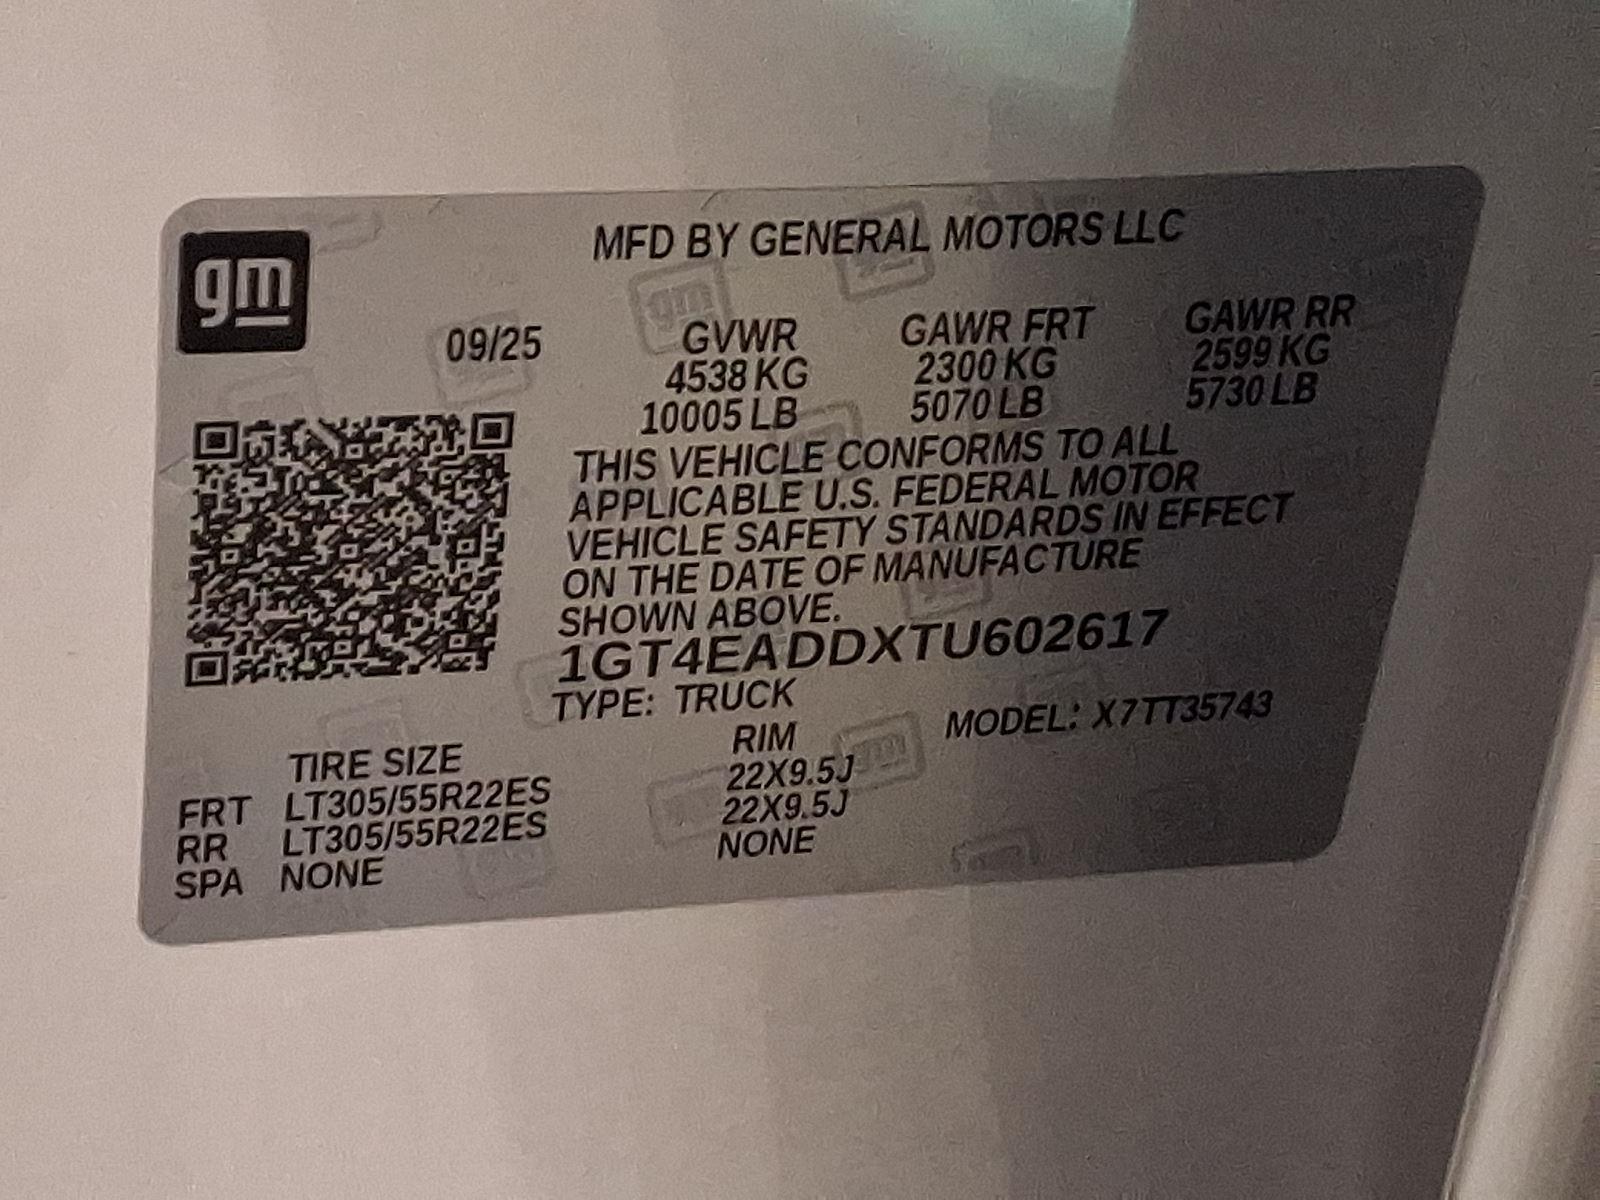 gm
MFD BY GENERAL MOTORS LLC
09/25 GVWR GAWR FRT GAWR RR
4538 KG 2300 KG 2599 KG
10005 LB 5070 LB 5730 LB
THIS VEHICLE CONFORMS TO ALL
APPLICABLE U.S. FEDERAL MOTOR
VEHICLE SAFETY STANDARDS IN EFFECT
ON THE DATE OF MANUFACTURE
SHOWN ABOVE.
1GT4EADDXTU602617
TYPE: TRUCK MODEL: X7TT35743
TIRE SIZE RIM
FRT LT305/55R22ES 22X9.5J
RR LT305/55R22ES 22X9.5J
SPA NONE NONE